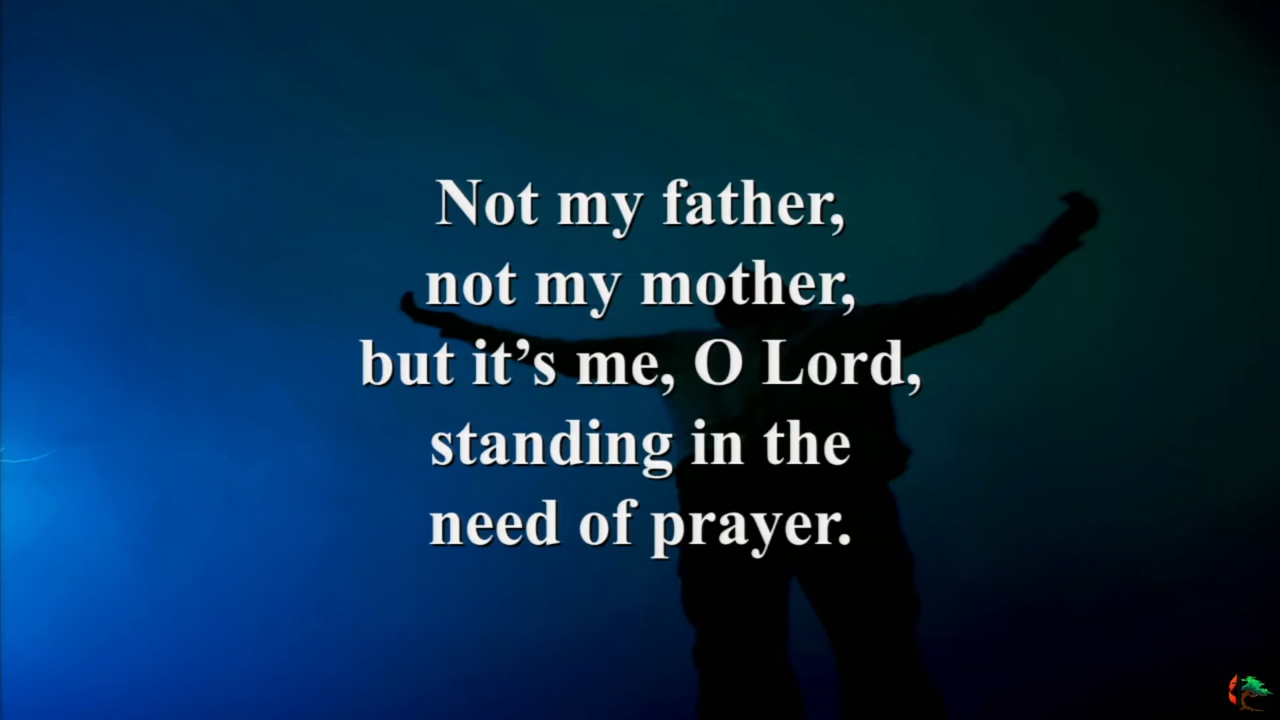 Not my father,
not my mother,
but it’s me, O Lord,
standing in the
need of prayer.